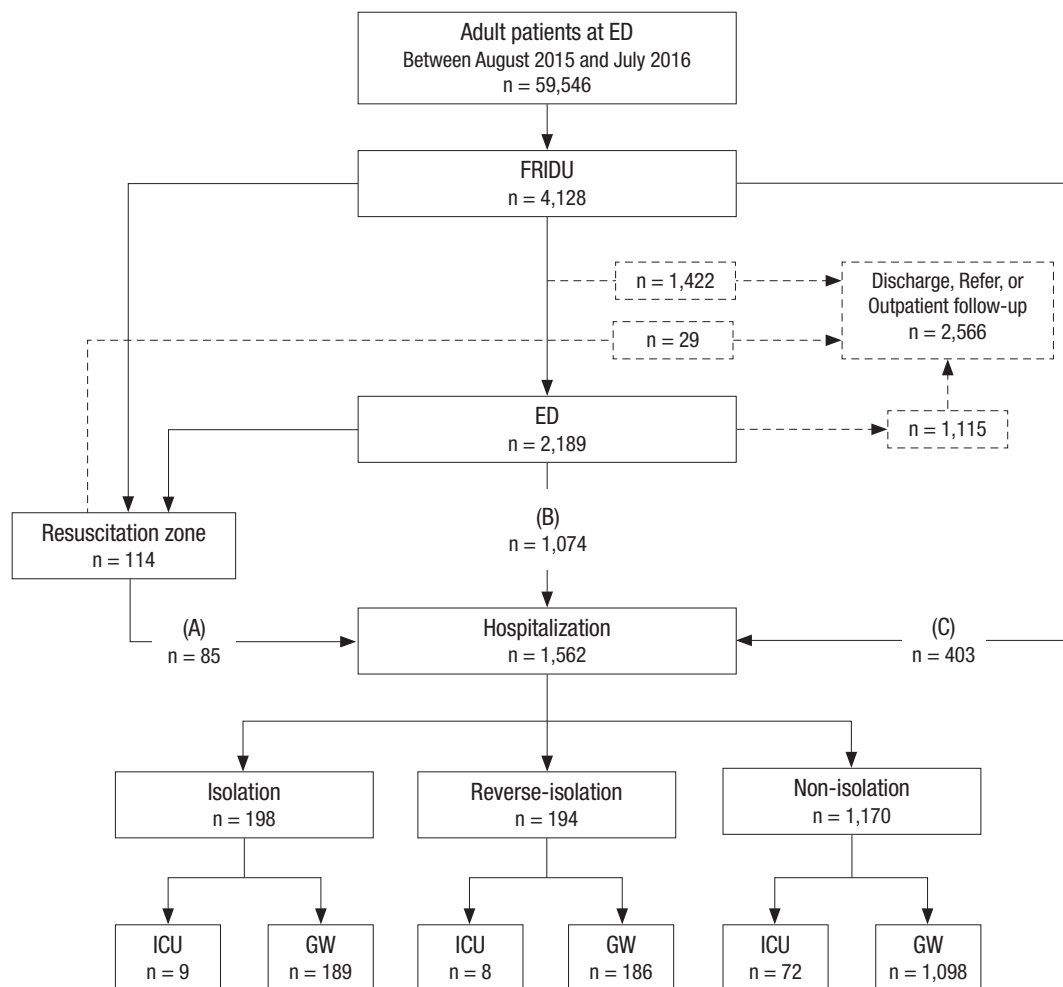 Adult patients at ED
Between August 2015 and July 2016
n = 59,546
FRIDU
n = 4,128
n = 1,422
Discharge, Refer, or
Outpatient follow-up
n = 2,566
n = 29
ED
n = 2,189
n = 1,115
Resuscitation zone
n = 114
(B)
n = 1,074
(A)
n = 85
Hospitalization
n = 1,562
(C)
n = 403
Isolation
n = 198
Reverse-isolation
n = 194
Non-isolation
n = 1,170
ICU
n = 9
GW
n = 189
ICU
n = 8
GW
n = 186
ICU
n = 72
GW
n = 1,098